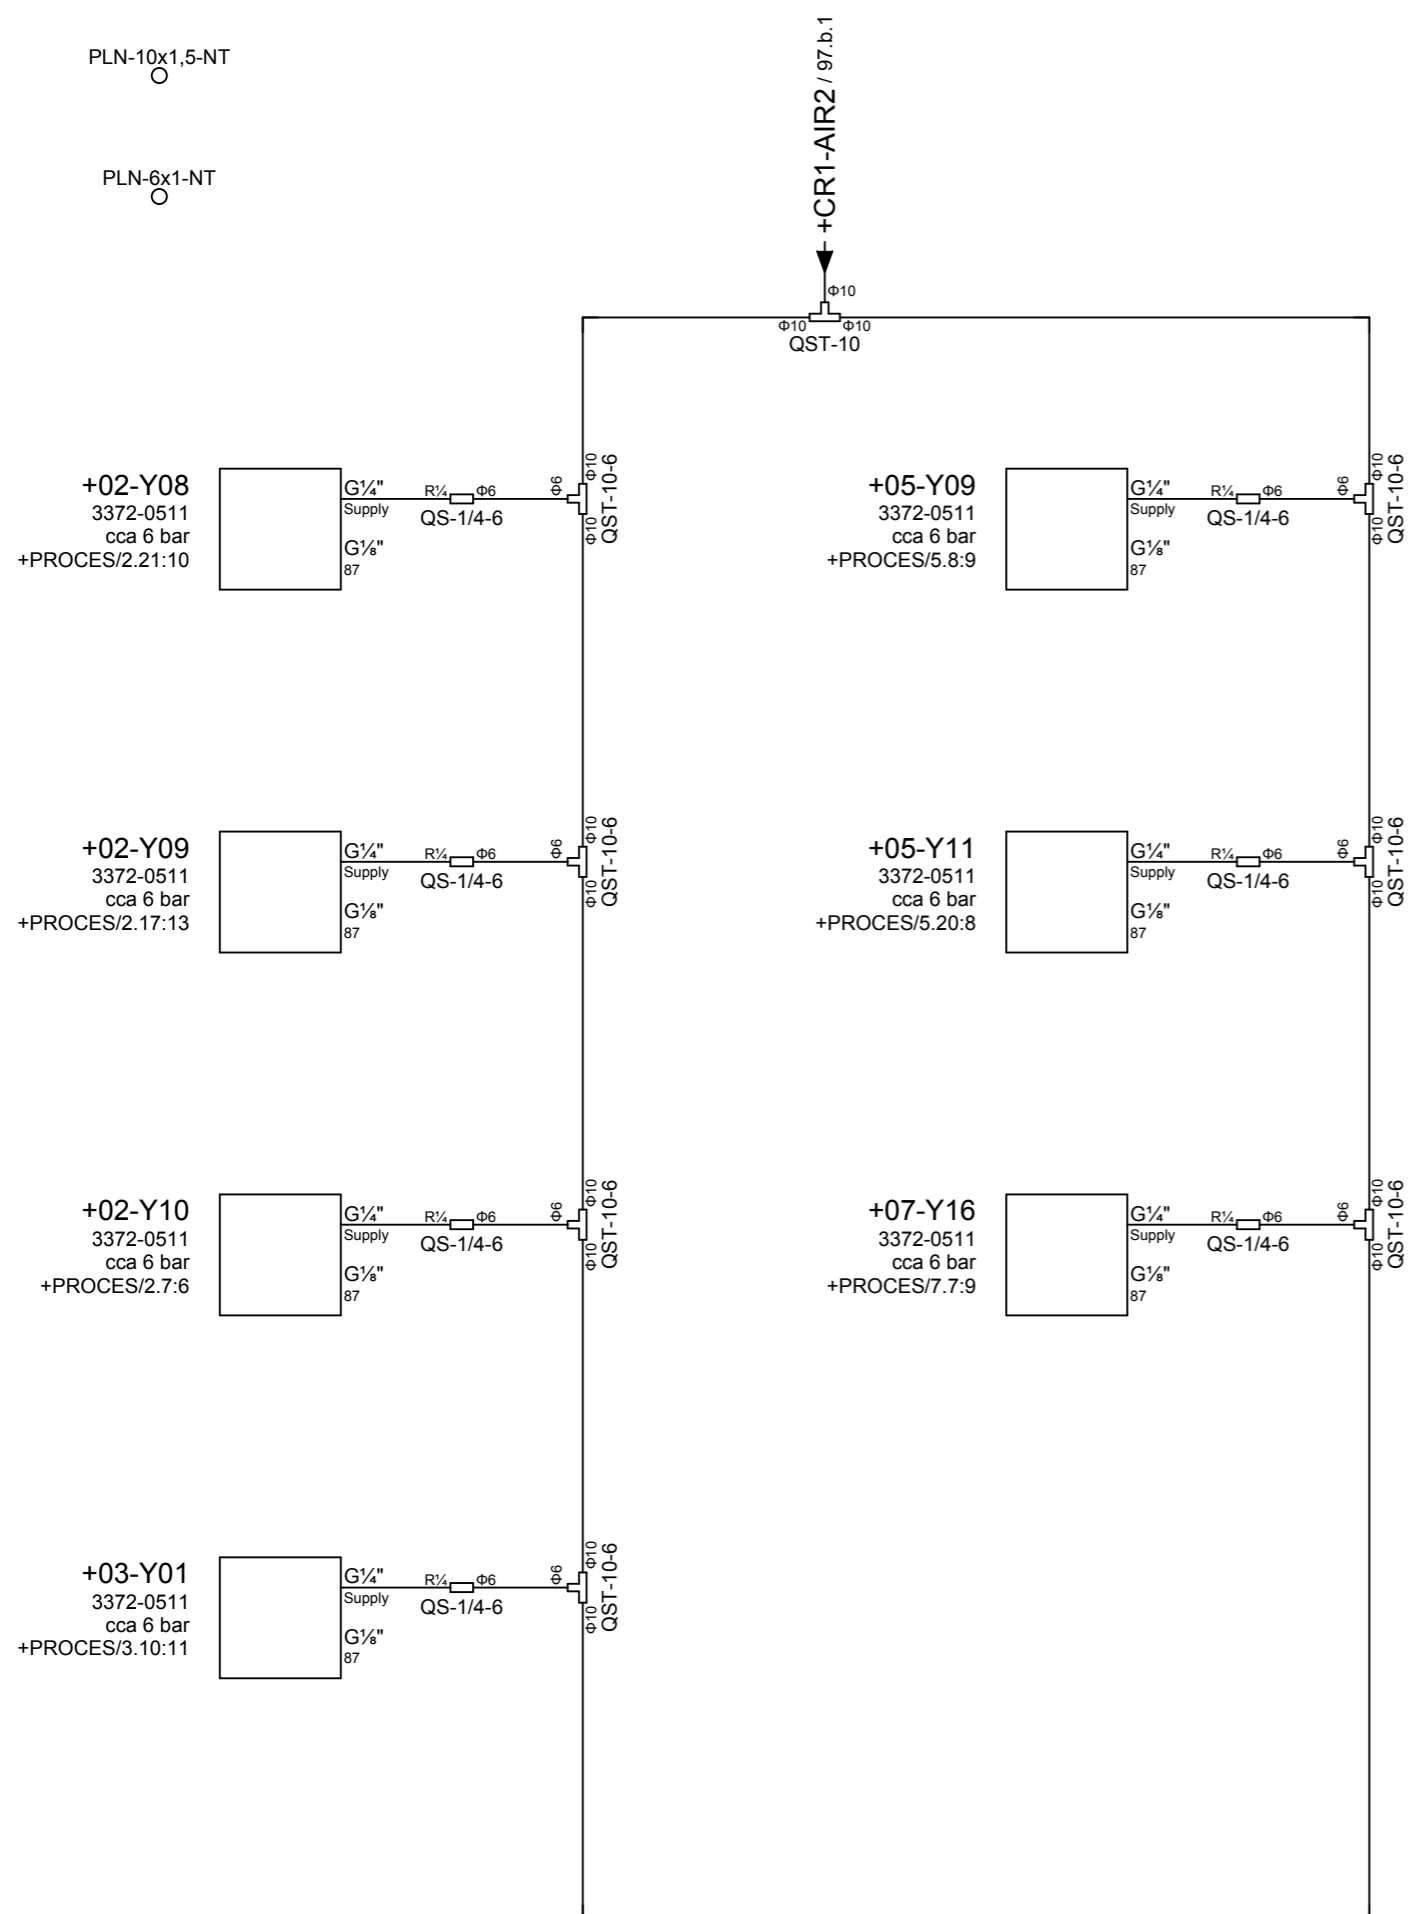 PLN-10x1,5-NT
PLN-6x1-NT
+CR1-AIR2 / 97.b.1
Φ10
Φ10 Φ10
QST-10
+02-Y08
3372-0511
cca 6 bar
+PROCES/2.21:10
G¼"
Supply
G⅛"
87
R¼ Φ6
QS-1/4-6
Φ6
Φ10
Φ10
QST-10-6
+05-Y09
3372-0511
cca 6 bar
+PROCES/5.8:9
G¼"
Supply
G⅛"
87
R¼ Φ6
QS-1/4-6
Φ6
Φ10
Φ10
QST-10-6
+02-Y09
3372-0511
cca 6 bar
+PROCES/2.17:13
G¼"
Supply
G⅛"
87
R¼ Φ6
QS-1/4-6
Φ6
Φ10
Φ10
QST-10-6
+05-Y11
3372-0511
cca 6 bar
+PROCES/5.20:8
G¼"
Supply
G⅛"
87
R¼ Φ6
QS-1/4-6
Φ6
Φ10
Φ10
QST-10-6
+02-Y10
3372-0511
cca 6 bar
+PROCES/2.7:6
G¼"
Supply
G⅛"
87
R¼ Φ6
QS-1/4-6
Φ6
Φ10
Φ10
QST-10-6
+07-Y16
3372-0511
cca 6 bar
+PROCES/7.7:9
G¼"
Supply
G⅛"
87
R¼ Φ6
QS-1/4-6
Φ6
Φ10
Φ10
QST-10-6
+03-Y01
3372-0511
cca 6 bar
+PROCES/3.10:11
G¼"
Supply
G⅛"
87
R¼ Φ6
QS-1/4-6
Φ6
Φ10
Φ10
QST-10-6